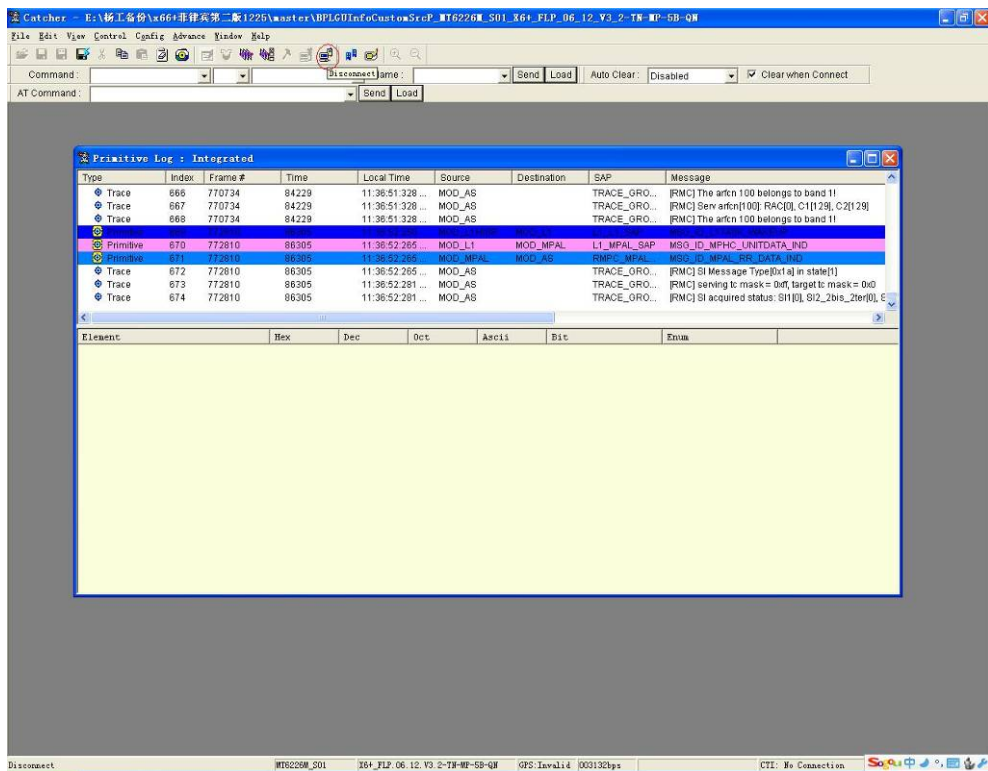 Catcher - E:\杨工备份\x66+菲律宾第二版1225\master\BPLGUInfoCustomSrcP_MT6226M_S01_X6+_FLP_06_12_V3_2-TN-MP-5B-QN
File Edit View Control Config Advance Window Help
Command: Disconnect ame: Send Load Auto Clear: Disabled Clear when Connect
AT Command: Send Load
Primitive Log : Integrated
Type Index Frame # Time Local Time Source Destination SAP Message
Trace 666 770734 84229 11:36:51:328 ... MOD_AS TRACE_GRO... [RMC] The arfcn 100 belongs to band 1!
Trace 667 770734 84229 11:36:51:328 ... MOD_AS TRACE_GRO... [RMC] Serv arfcn[100]: RAC[0], C1[129], C2[129]
Trace 668 770734 84229 11:36:51:328 ... MOD_AS TRACE_GRO... [RMC] The arfcn 100 belongs to band 1!
Primitive 669 772810 86305
Primitive 670 772810 86305 11:36:52:265 ... MOD_L1 MOD_MPAL L1_MPAL_SAP MSG_ID_MPHC_UNITDATA_IND
Primitive 671 772810 86305 11:36:52:265 ... MOD_MPAL MOD_AS RMPC_MPAL... MSG_ID_MPAL_RR_DATA_IND
Trace 672 772810 86305 11:36:52:265 ... MOD_AS TRACE_GRO... [RMC] SI Message Type[0x1a] in state[1]
Trace 673 772810 86305 11:36:52:281 ... MOD_AS TRACE_GRO... [RMC] serving tc mask = 0xff, target tc mask = 0x0
Trace 674 772810 86305 11:36:52:281 ... MOD_AS TRACE_GRO... [RMC] SI acquired status: SI1[0], SI2_2bis_2ter[0], S
Element Hex Dec Oct Ascii Bit Enum
Disconnect MT6226M_S01 X6+_FLP.06.12.V3.2-TN-MP-5B-QN GPS:Invalid 003132bps CTI: No Connection Sogou 中